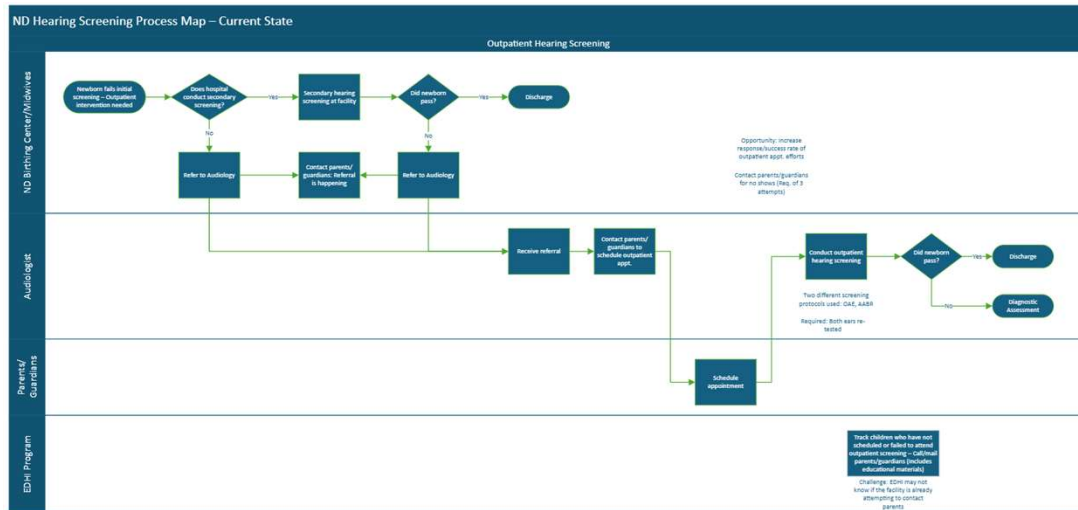 ND Hearing Screening Process Map – Current State
Outpatient Hearing Screening
ND Birthing Center/Midwives
Newborn fails initial
screening – Outpatient
intervention needed
Does hospital
conduct secondary
screening?
Yes
Secondary hearing
screening at facility
Did newborn
pass?
Yes
Discharge
No
No
Refer to Audiology
Contact parents/
guardians: Referral
is happening
Refer to Audiology
Opportunity: Increase
response/success rate of
outpatient appt. efforts
Contact parents/guardians
for no shows (Req. of 3
attempts)
Audiologist
Receive referral
Contact parents/
guardians to
schedule outpatient
appt.
Conduct outpatient
hearing screening
Did newborn
pass?
Yes
Discharge
Two different screening
protocols used: OAE, AABR
Required: Both ears re-
tested
No
Diagnostic
Assessment
Parents/
Guardians
Schedule
appointment
EDHI Program
Track children who have not
scheduled or failed to attend
outpatient screening – Call/mail
parents/guardians (includes
educational materials)
Challenge: EDHI may not
know if the facility is already
attempting to contact
parents